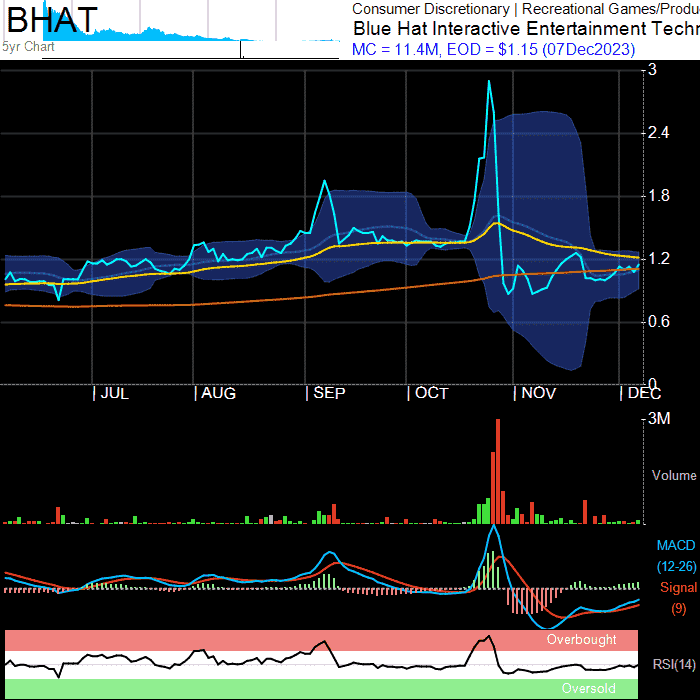 BHAT
5yr Chart
Consumer Discretionary | Recreational Games/Produ
Blue Hat Interactive Entertainment Techn
MC = 11.4M, EOD = $1.15 (07Dec2023)
3
2.4
1.8
1.2
0.6
0
| JUL | AUG | SEP | OCT | NOV | DEC
3M
Volume
MACD
(12-26)
Signal
(9)
Overbought
RSI(14)
Oversold